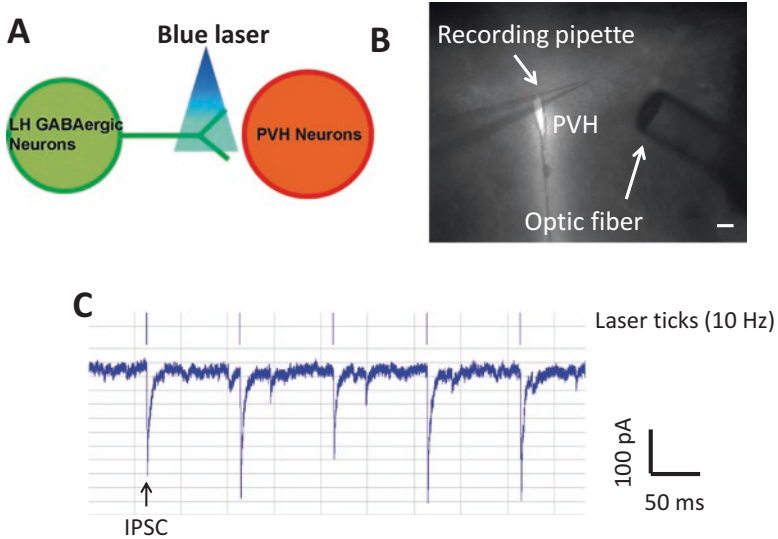 A
Blue laser
LH GABAergic
Neurons
PVH Neurons
B
Recording pipette
PVH
Optic fiber
C
Laser ticks (10 Hz)
100 pA
50 ms
IPSC